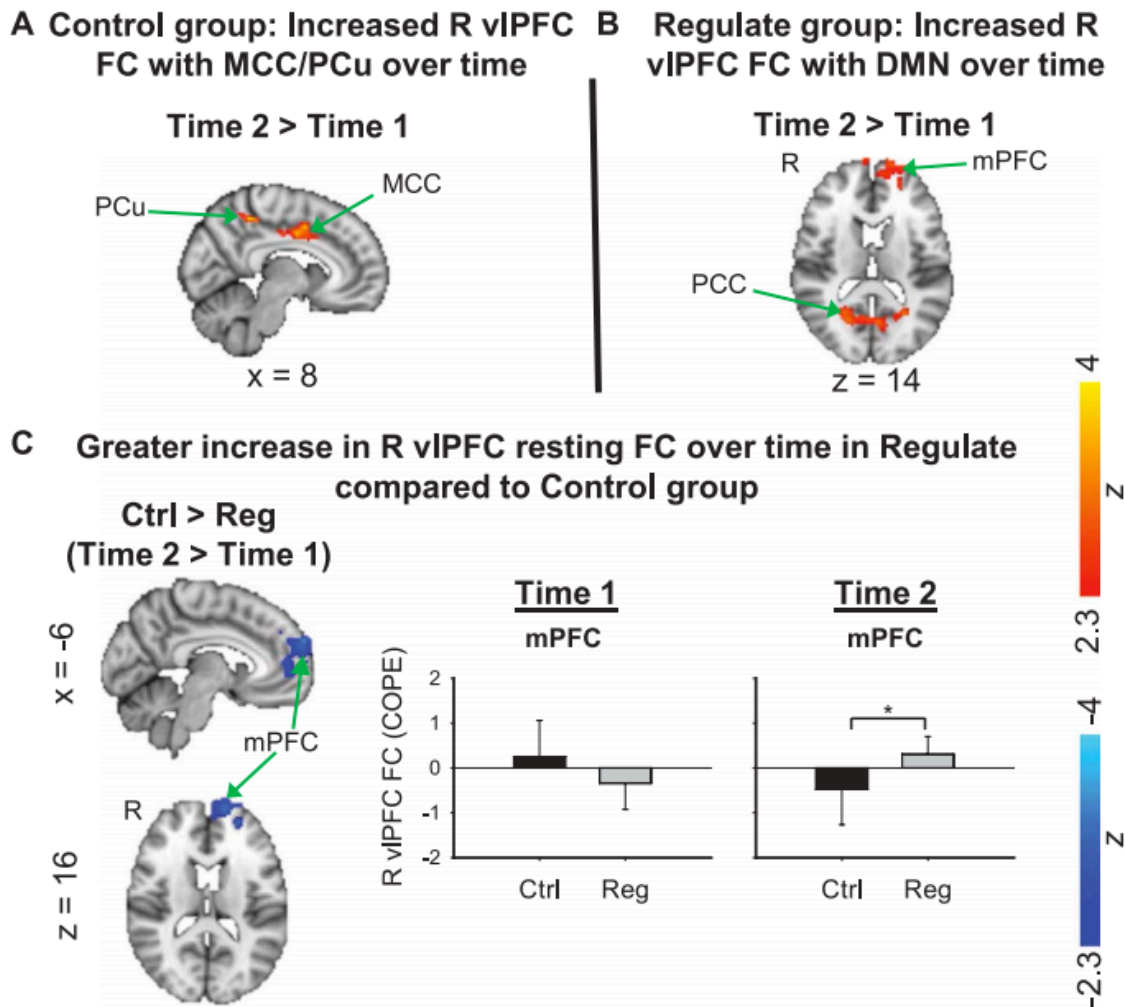 A Control group: Increased R vlPFC
FC with MCC/PCu over time
Time 2 > Time 1
PCu
MCC
x = 8
B Regulate group: Increased R
vlPFC FC with DMN over time
Time 2 > Time 1
R
mPFC
PCC
z = 14
4
z
2.3
C Greater increase in R vlPFC resting FC over time in Regulate
compared to Control group
Ctrl > Reg
(Time 2 > Time 1)
x = -6
mPFC
R
z = 16
Time 1
mPFC
R vlPFC FC (COPE)
2
1
0
-1
-2
Ctrl Reg
Time 2
mPFC
*
Ctrl Reg
-4
z
-2.3